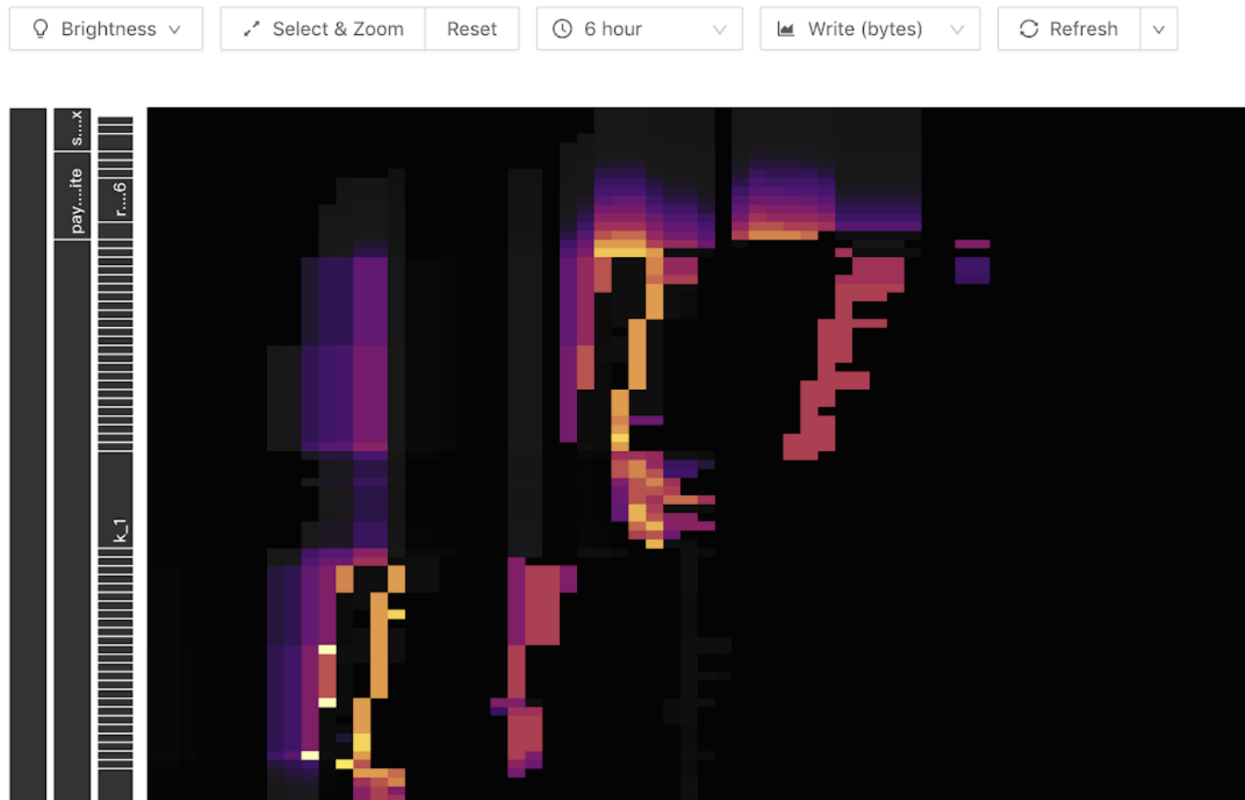 Brightness Select & Zoom Reset 6 hour Write (bytes) Refresh
s....x
pay....ite
r....6
k_1